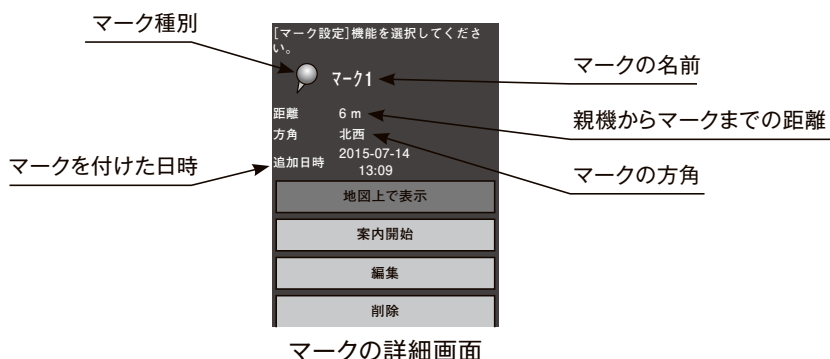 マーク種別
[マーク設定]機能を選択してくださ
い。
マーク1
マークの名前
距離 6 m
親機からマークまでの距離
方角 北西
マークの方角
マークを付けた日時
追加日時 2015-07-14
13:09
地図上で表示
案内開始
編集
削除
マークの詳細画面